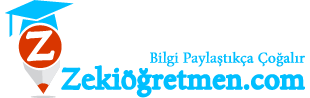 Z
Bilgi Paylaştıkça Çoğalır
Zekiöğretmen.com